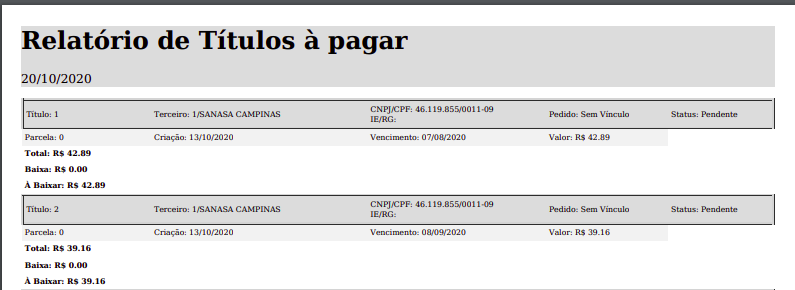 Relatório de Títulos à pagar
20/10/2020
Título: 1 Terceiro: 1/SANASA CAMPINAS CNPJ/CPF: 46.119.855/0011-09 Pedido: Sem Vínculo Status: Pendente
IE/RG:
Parcela: 0 Criação: 13/10/2020 Vencimento: 07/08/2020 Valor: R$ 42.89
Total: R$ 42.89
Baixa: R$ 0.00
À Baixar: R$ 42.89
Título: 2 Terceiro: 1/SANASA CAMPINAS CNPJ/CPF: 46.119.855/0011-09 Pedido: Sem Vínculo Status: Pendente
IE/RG:
Parcela: 0 Criação: 13/10/2020 Vencimento: 08/09/2020 Valor: R$ 39.16
Total: R$ 39.16
Baixa: R$ 0.00
À Baixar: R$ 39.16